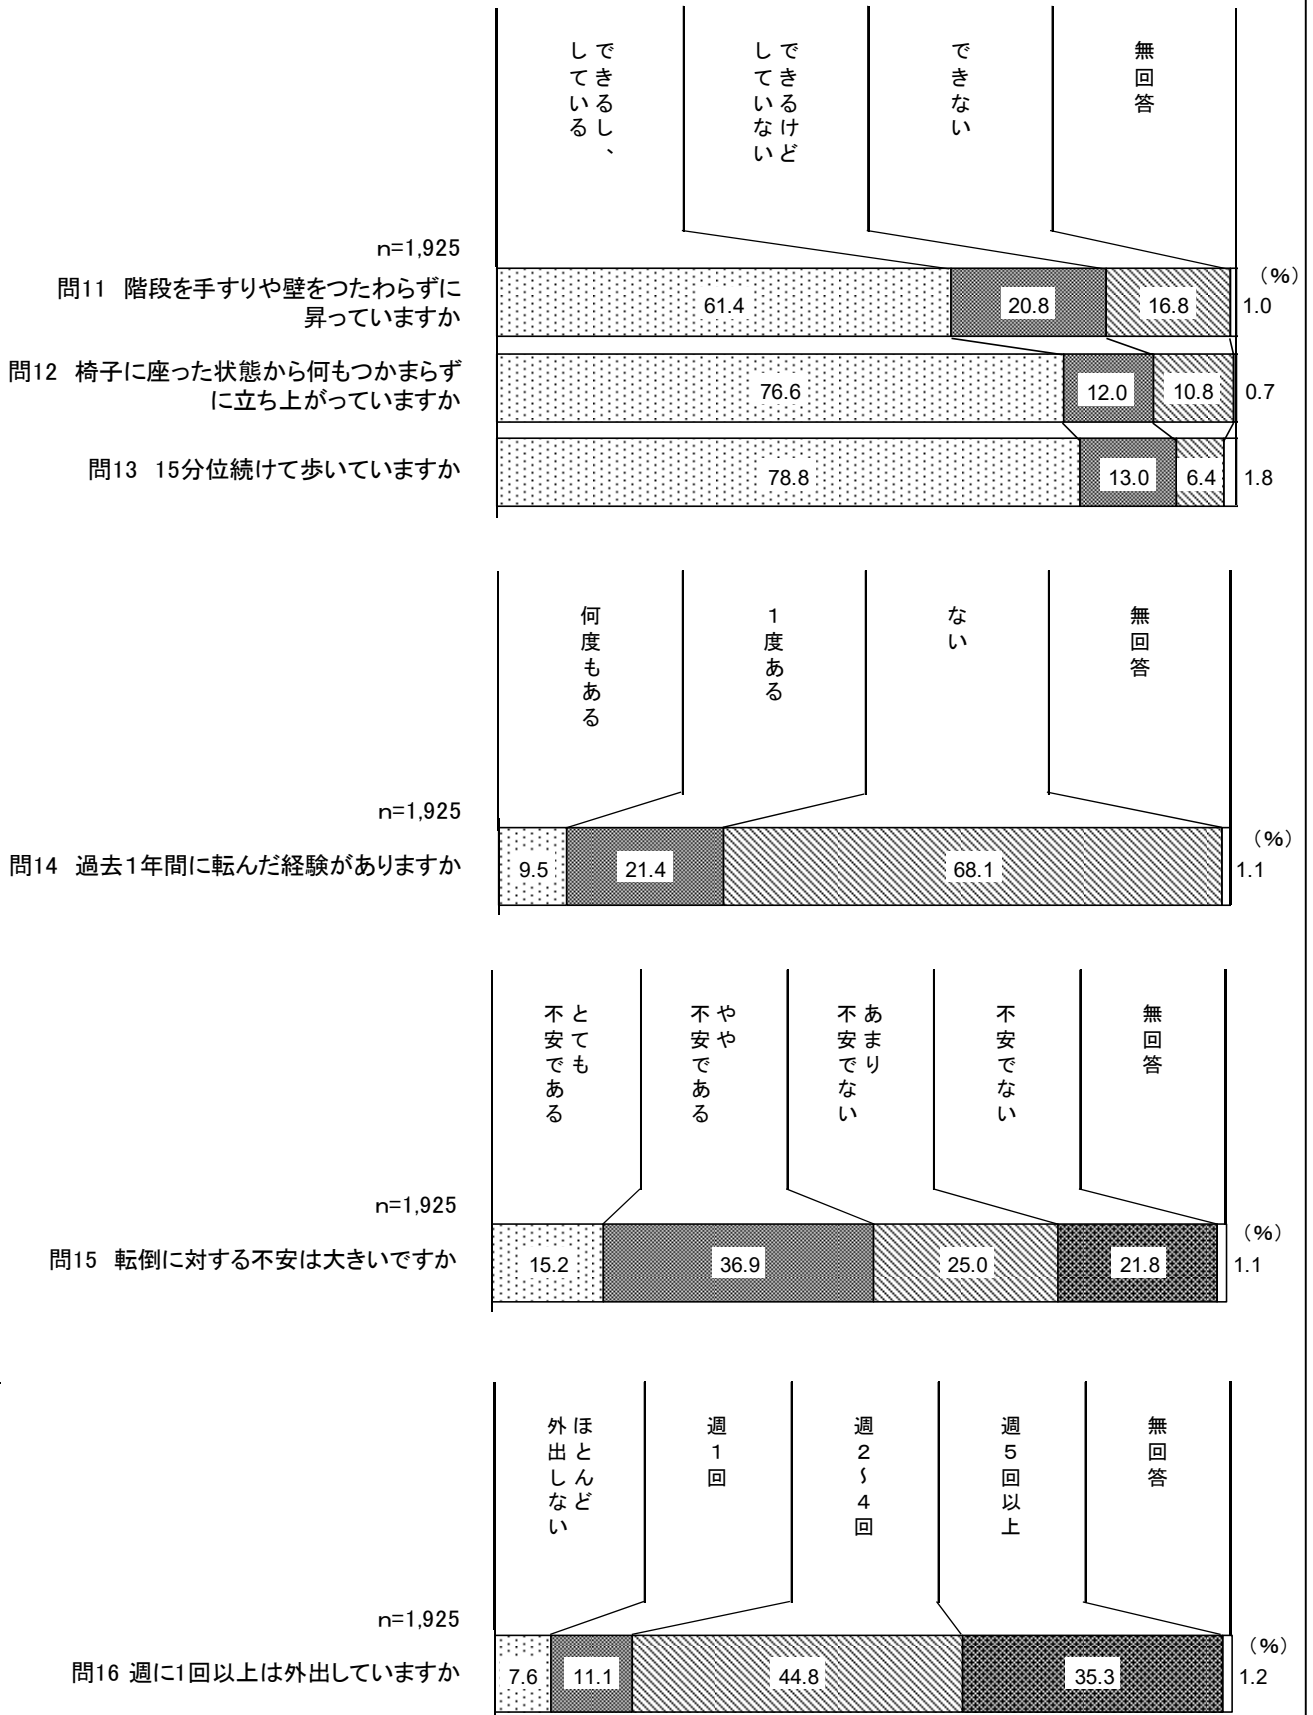 できるし、
している
できるけど
していない
できない
無回答
n=1,925
(%)
問11 階段を手すりや壁をつたわらずに
昇っていますか
61.4
20.8
16.8
1.0
問12 椅子に座った状態から何もつかまらず
に立ち上がっていますか
76.6
12.0
10.8
0.7
問13 15分位続けて歩いていますか
78.8
13.0
6.4
1.8
何度もある
1度ある
ない
無回答
n=1,925
(%)
問14 過去1年間に転んだ経験がありますか
9.5
21.4
68.1
1.1
とても
不安である
やや
不安である
あまり
不安でない
不安でない
無回答
n=1,925
(%)
問15 転倒に対する不安は大きいですか
15.2
36.9
25.0
21.8
1.1
ほとんど
外出しない
週1回
週2~4回
週5回以上
無回答
n=1,925
(%)
問16 週に1回以上は外出していますか
7.6
11.1
44.8
35.3
1.2